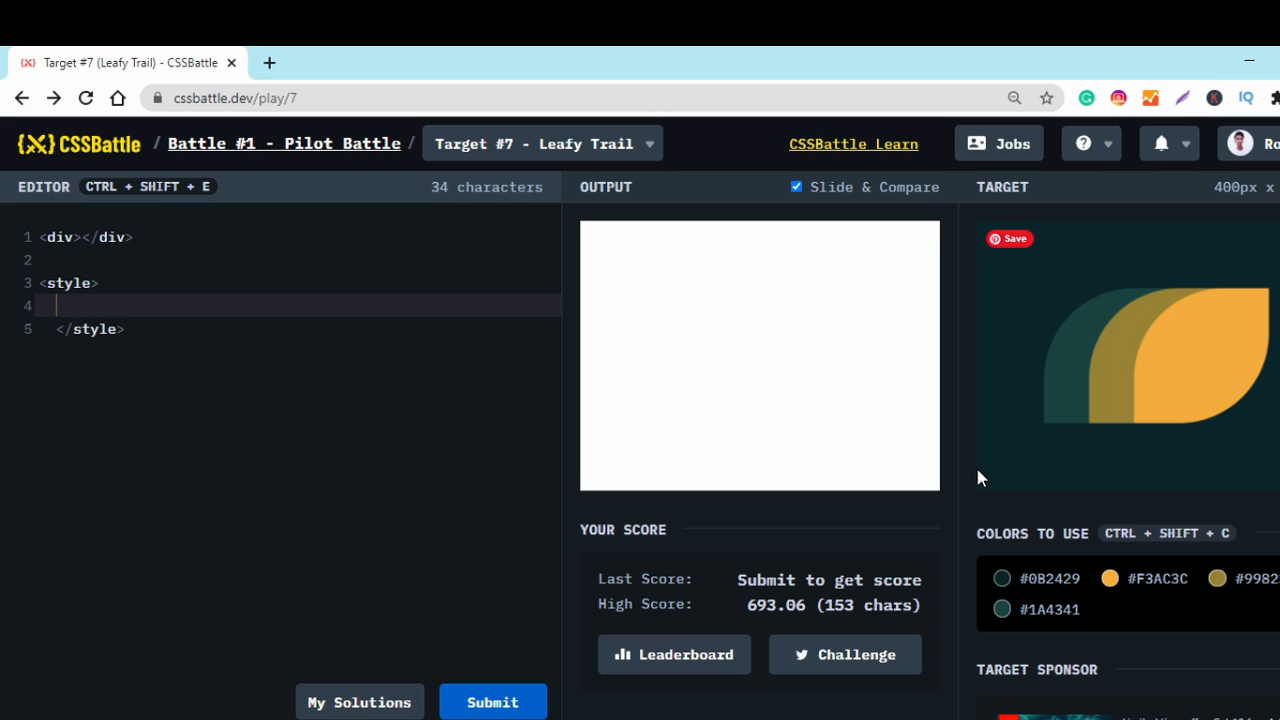 Target #7 (Leafy Trail) - CSSBattle
cssbattle.dev/play/7
CSSBattle / Battle #1 - Pilot Battle / Target #7 - Leafy Trail
CSSBattle Learn
Jobs
Ro
EDITOR CTRL + SHIFT + E 34 characters
OUTPUT Slide & Compare
TARGET 400px x
1 <div></div>
2
3 <style>
4
5 </style>
Save
YOUR SCORE
Last Score: Submit to get score
High Score: 693.06 (153 chars)
Leaderboard
Challenge
COLORS TO USE CTRL + SHIFT + C
#0B2429 #F3AC3C #9982
#1A4341
TARGET SPONSOR
My Solutions
Submit